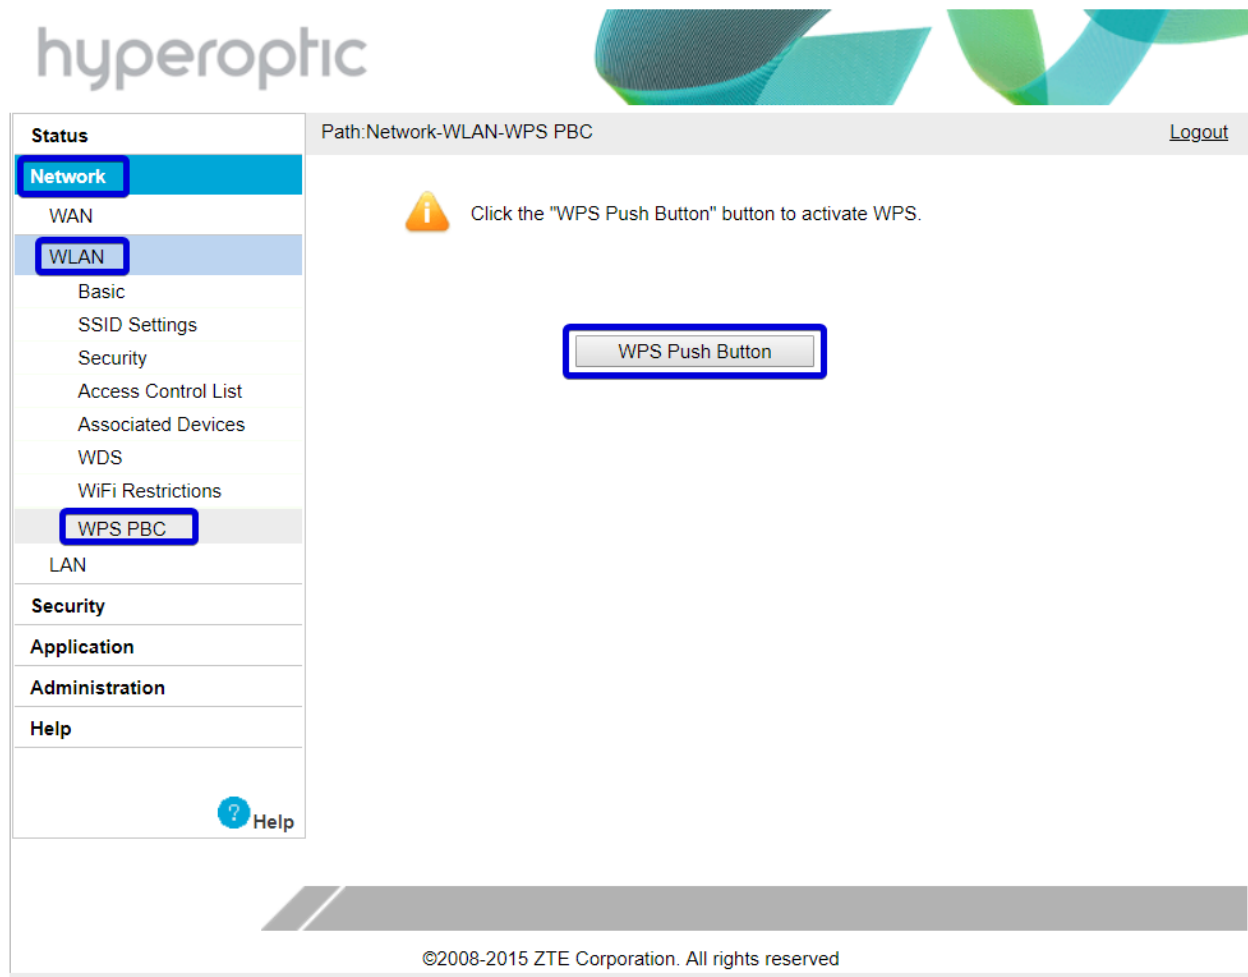 hyperoptic
Status
Path:Network-WLAN-WPS PBC
Logout
Network
WAN
Click the "WPS Push Button" button to activate WPS.
WLAN
Basic
SSID Settings
WPS Push Button
Security
Access Control List
Associated Devices
WDS
WiFi Restrictions
WPS PBC
LAN
Security
Application
Administration
Help
? Help
©2008-2015 ZTE Corporation. All rights reserved